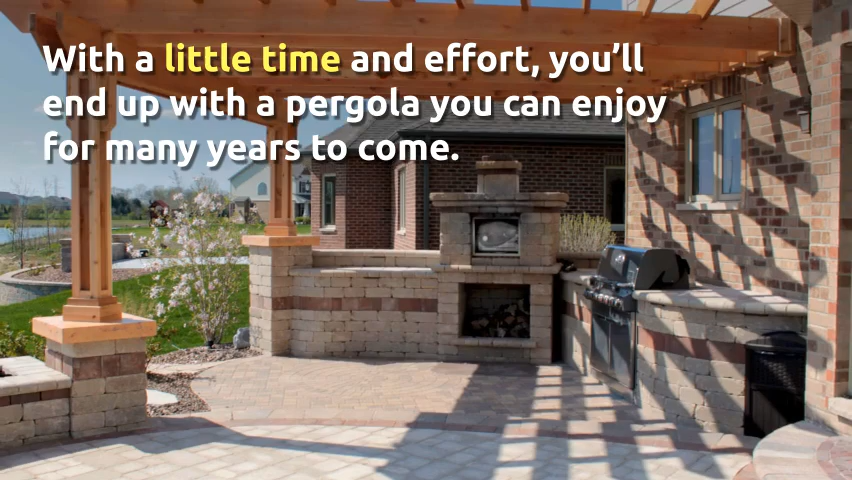 With a little time and effort, you’ll
end up with a pergola you can enjoy
for many years to come.